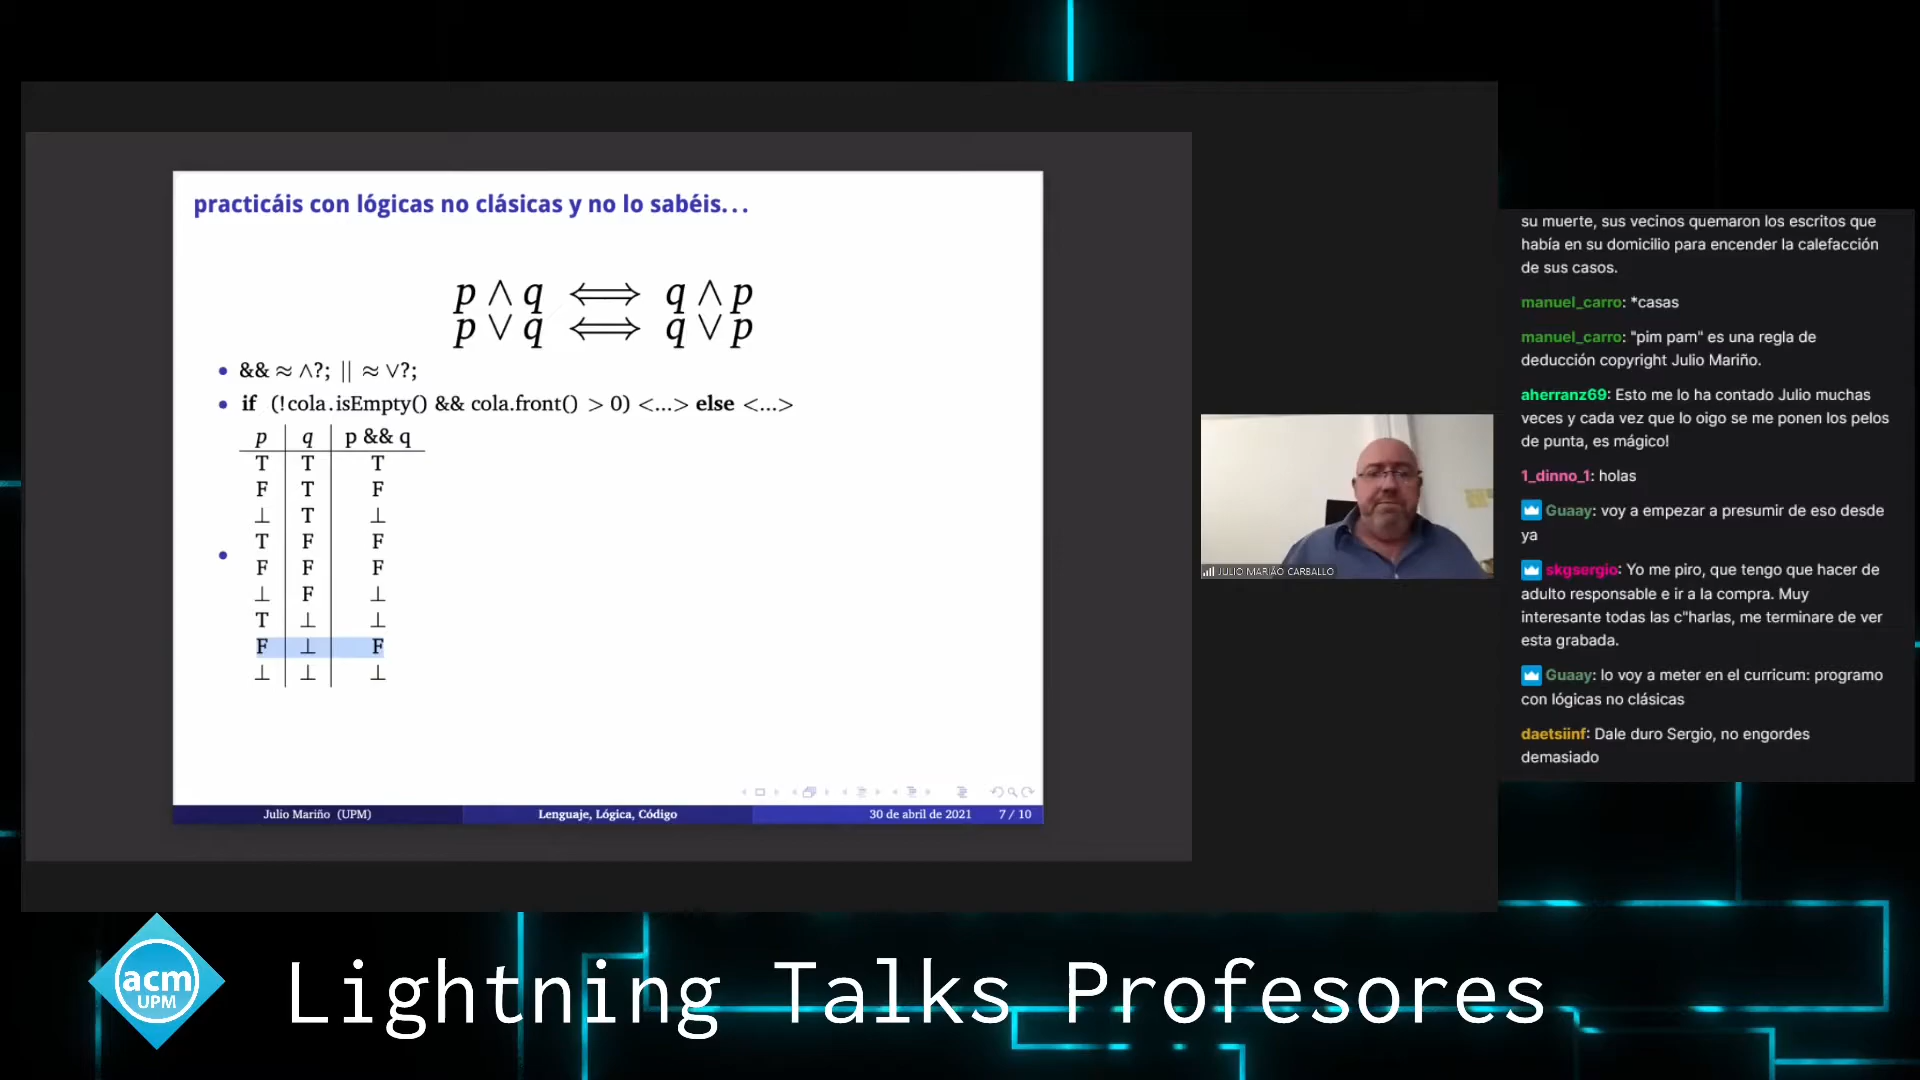 practicáis con lógicas no clásicas y no lo sabéis...
p ∧ q ⟺ q ∧ p
p ∨ q ⟺ q ∨ p
• && ≈ ∧?; || ≈ ∨?;
• if (!cola.isEmpty() && cola.front() > 0) <...> else <...>
p q p && q
T T T
F T F
⊥ T ⊥
T F F
•
F F F
⊥ F ⊥
T ⊥ ⊥
F ⊥ F
⊥ ⊥ ⊥
Julio Mariño (UPM) Lenguaje, Lógica, Código 30 de abril de 2021 7 / 10
JULIO MARIÃO CARBALLO
su muerte, sus vecinos quemaron los escritos que
había en su domicilio para encender la calefacción
de sus casos.
manuel_carro: *casas
manuel_carro: "pim pam" es una regla de
deducción copyright Julio Mariño.
aherranz69: Esto me lo ha contado Julio muchas
veces y cada vez que lo oigo se me ponen los pelos
de punta, es mágico!
1_dinno_1: holas
Guaay: voy a empezar a presumir de eso desde
ya
skgsergio: Yo me piro, que tengo que hacer de
adulto responsable e ir a la compra. Muy
interesante todas las c"harlas, me terminare de ver
esta grabada.
Guaay: lo voy a meter en el curricum: programo
con lógicas no clásicas
daetsiinf: Dale duro Sergio, no engordes
demasiado
acm
UPM
Lightning Talks Profesores